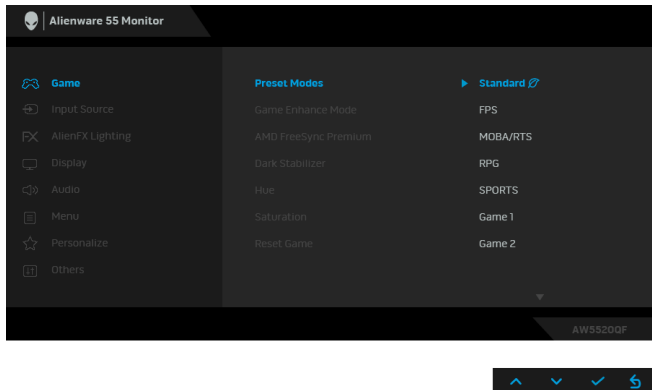 Alienware 55 Monitor
Game Preset Modes Standard
Input Source Game Enhance Mode FPS
AlienFX Lighting AMD FreeSync Premium MOBA/RTS
Display Dark Stabilizer RPG
Audio Hue SPORTS
Menu Saturation Game 1
Personalize Reset Game Game 2
Others
AW5520QF